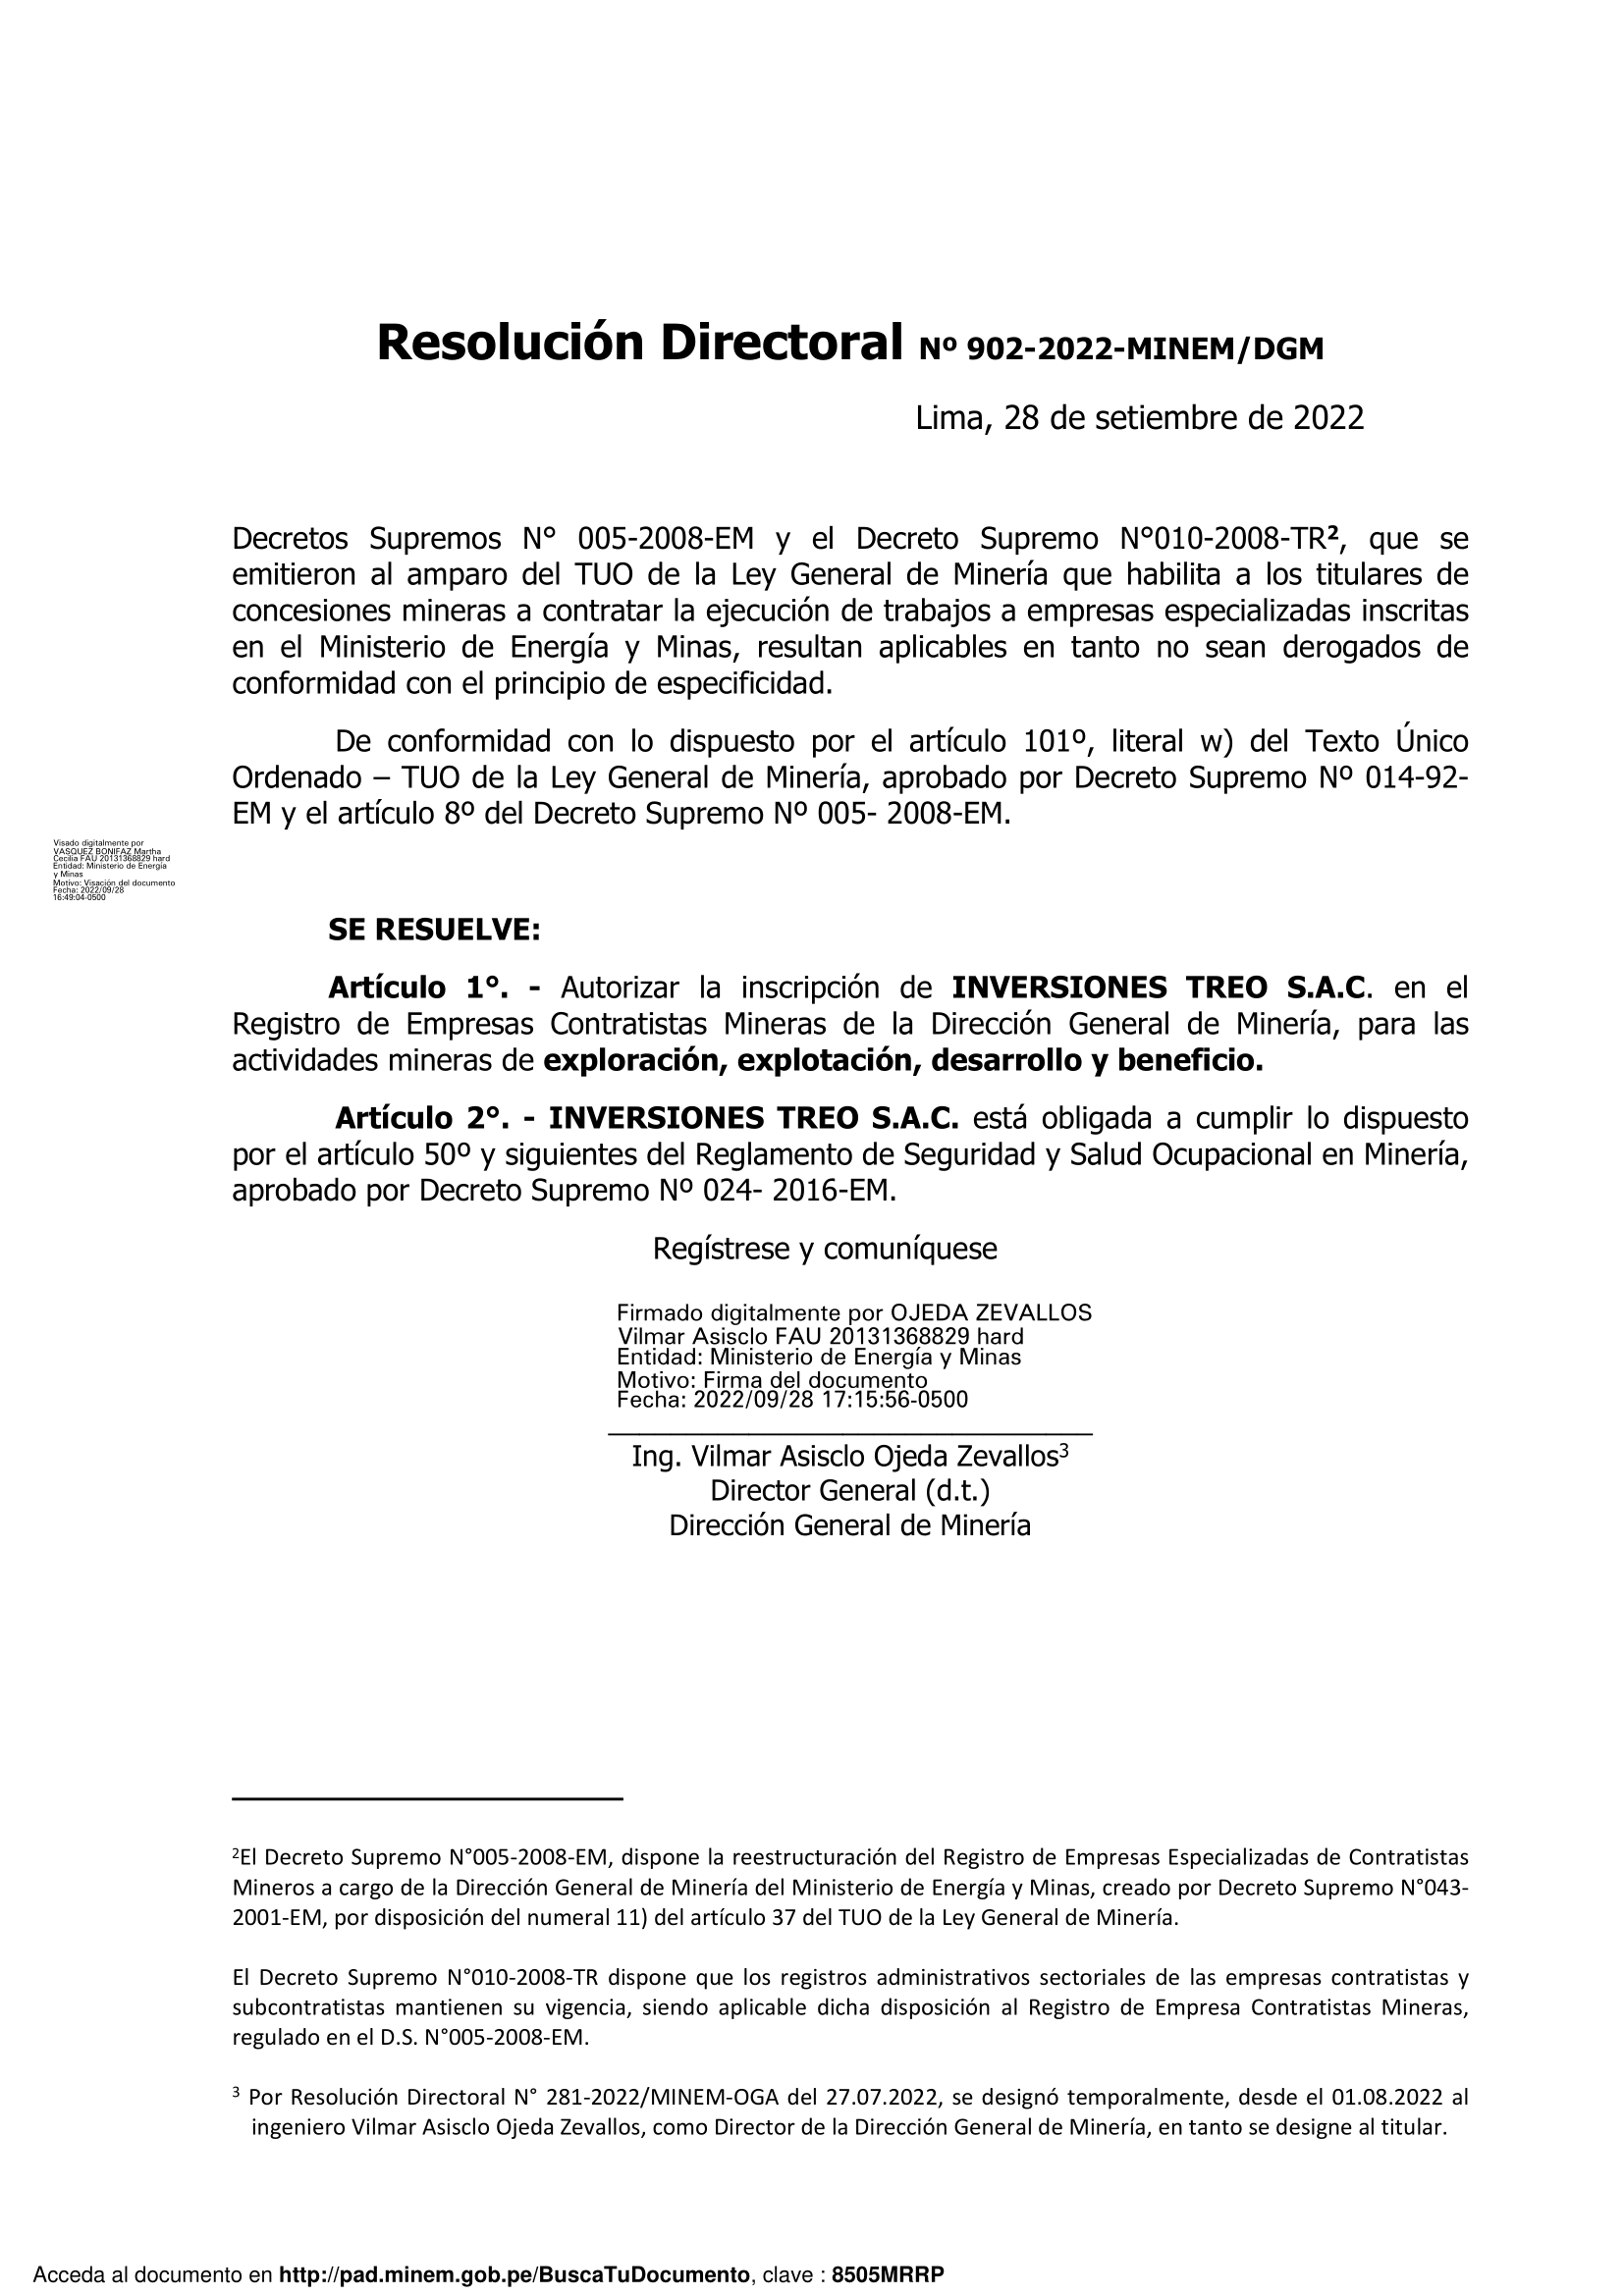 Resolución Directoral Nº 902-2022-MINEM/DGM
Lima, 28 de setiembre de 2022
Decretos Supremos N° 005-2008-EM y el Decreto Supremo N°010-2008-TR², que se
emitieron al amparo del TUO de la Ley General de Minería que habilita a los titulares de
concesiones mineras a contratar la ejecución de trabajos a empresas especializadas inscritas
en el Ministerio de Energía y Minas, resultan aplicables en tanto no sean derogados de
conformidad con el principio de especificidad.
De conformidad con lo dispuesto por el artículo 101º, literal w) del Texto Único
Ordenado – TUO de la Ley General de Minería, aprobado por Decreto Supremo Nº 014-92-
EM y el artículo 8º del Decreto Supremo Nº 005- 2008-EM.
Visado digitalmente por
VASQUEZ BONIFAZ Martha
Cecilia FAU 20131368829 hard
Entidad: Ministerio de Energía
y Minas
Motivo: Visación del documento
Fecha: 2022/09/28
16:49:04-0500
SE RESUELVE:
Artículo 1°. - Autorizar la inscripción de INVERSIONES TREO S.A.C. en el
Registro de Empresas Contratistas Mineras de la Dirección General de Minería, para las
actividades mineras de exploración, explotación, desarrollo y beneficio.
Artículo 2°. - INVERSIONES TREO S.A.C. está obligada a cumplir lo dispuesto
por el artículo 50º y siguientes del Reglamento de Seguridad y Salud Ocupacional en Minería,
aprobado por Decreto Supremo Nº 024- 2016-EM.
Regístrese y comuníquese
Firmado digitalmente por OJEDA ZEVALLOS
Vilmar Asisclo FAU 20131368829 hard
Entidad: Ministerio de Energía y Minas
Motivo: Firma del documento
Fecha: 2022/09/28 17:15:56-0500
Ing. Vilmar Asisclo Ojeda Zevallos³
Director General (d.t.)
Dirección General de Minería
²El Decreto Supremo N°005-2008-EM, dispone la reestructuración del Registro de Empresas Especializadas de Contratistas
Mineros a cargo de la Dirección General de Minería del Ministerio de Energía y Minas, creado por Decreto Supremo N°043-
2001-EM, por disposición del numeral 11) del artículo 37 del TUO de la Ley General de Minería.
El Decreto Supremo N°010-2008-TR dispone que los registros administrativos sectoriales de las empresas contratistas y
subcontratistas mantienen su vigencia, siendo aplicable dicha disposición al Registro de Empresa Contratistas Mineras,
regulado en el D.S. N°005-2008-EM.
³ Por Resolución Directoral N° 281-2022/MINEM-OGA del 27.07.2022, se designó temporalmente, desde el 01.08.2022 al
ingeniero Vilmar Asisclo Ojeda Zevallos, como Director de la Dirección General de Minería, en tanto se designe al titular.
Acceda al documento en http://pad.minem.gob.pe/BuscaTuDocumento, clave : 8505MRRP